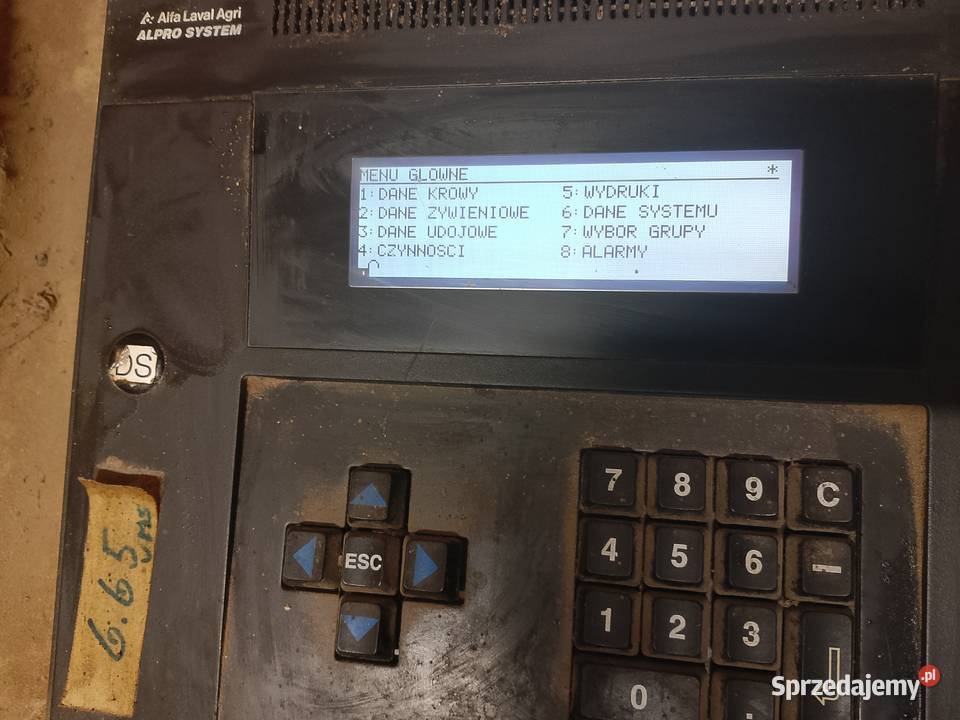 Alfa Laval Agri
ALPRO SYSTEM
MENU GLOWNE *
1:DANE KROWY 5:WYDRUKI
2:DANE ZYWIENIOWE 6:DANE SYSTEMU
3:DANE UDOJOWE 7:WYBOR GRUPY
4:CZYNNOSCI 8:ALARMY
DS
6.65
7 8 9 C
ESC
4 5 6 -
1 2 3
0 .
Sprzedajemy.pl